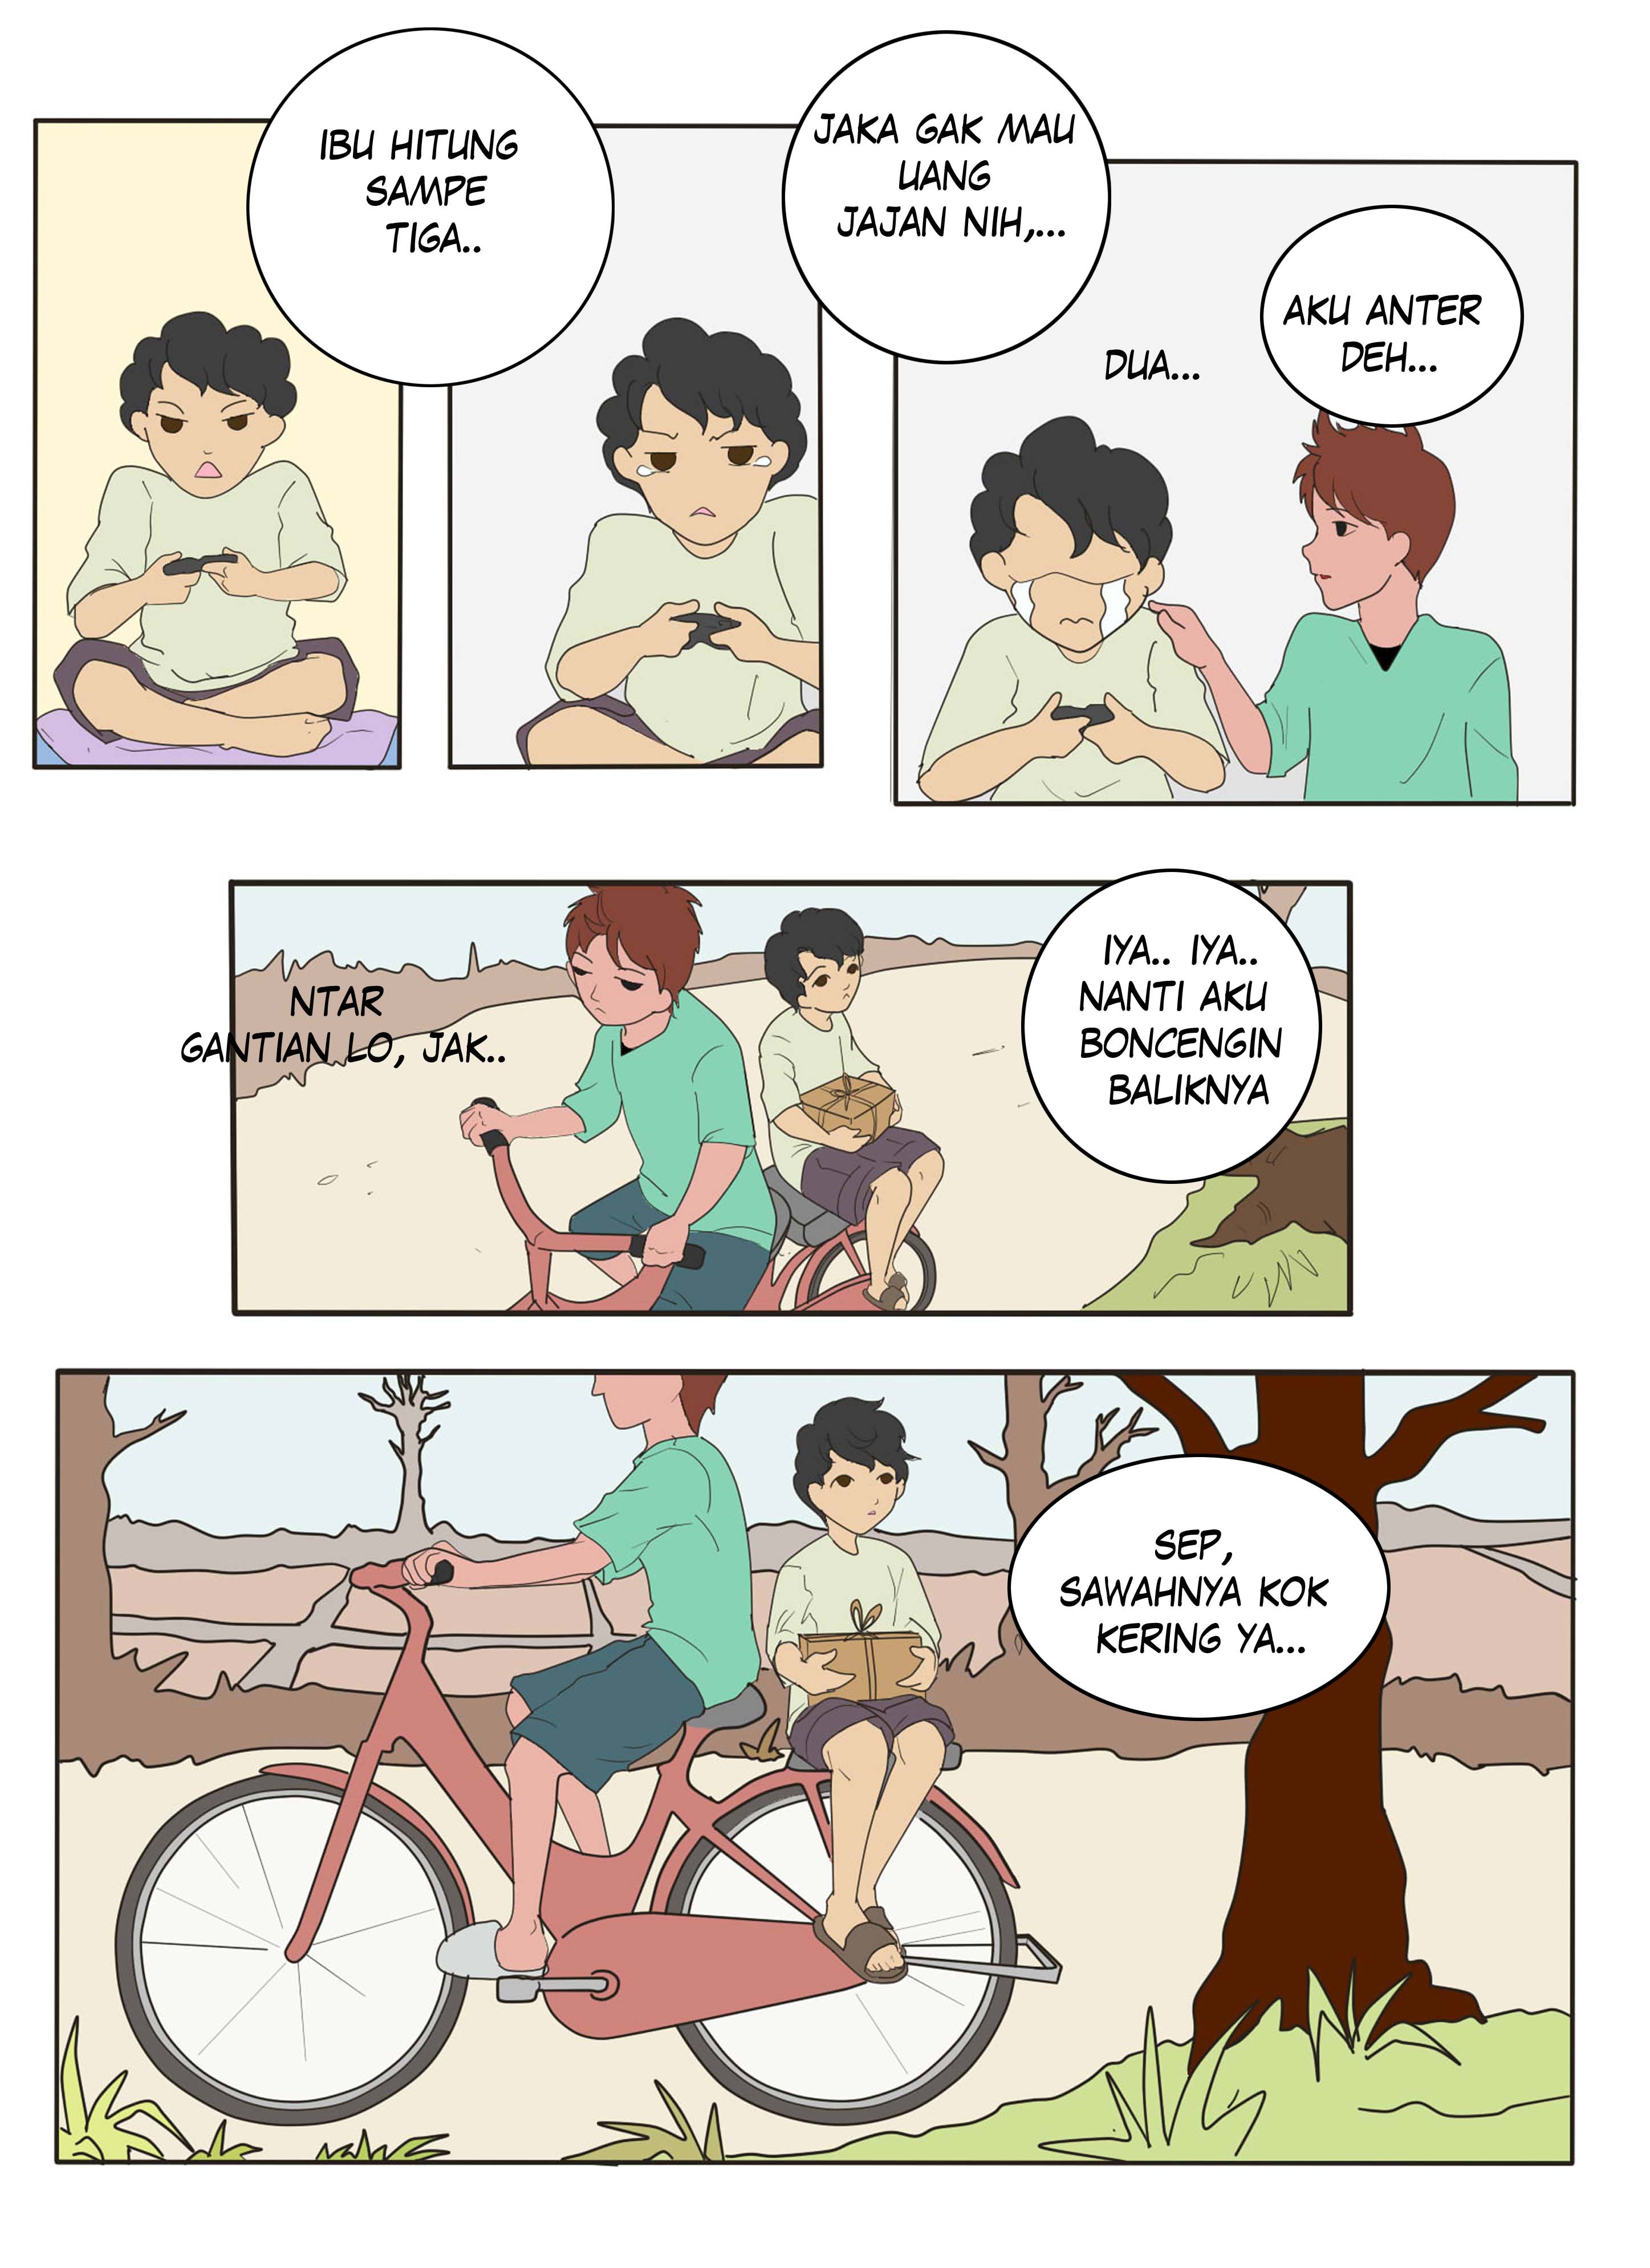 IBU HITUNG
SAMPE
TIGA..
JAKA GAK MAU
UANG
JAJAN NIH,...
DUA...
AKU ANTER
DEH...
NTAR
GANTIAN LO, JAK..
IYA.. IYA..
NANTI AKU
BONCENGIN
BALIKNYA
SEP,
SAWAHNYA KOK
KERING YA...